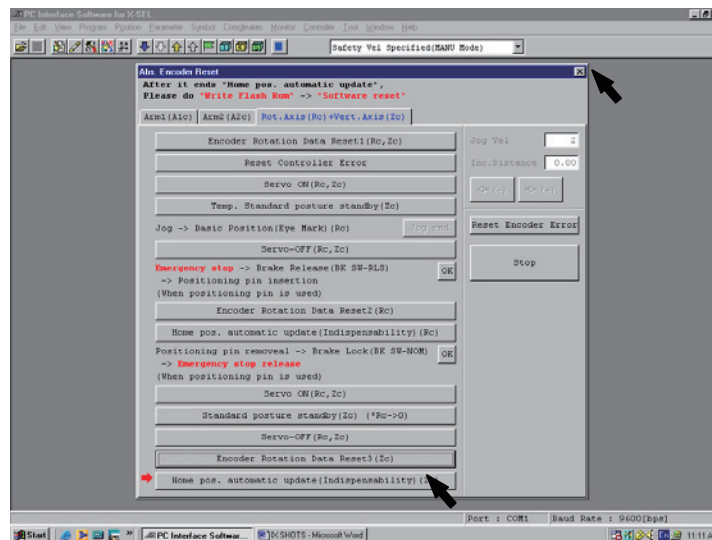 PC Interface Software for X-SEL
File Edit View Program Position Parameter Symbol Coordinates Monitor Controller Tool Window Help
Safety Vel Specified(MANU Mode)
Abs. Encoder Reset
After it ends "Home pos. automatic update",
Please do "Write Flash Rom" -> "Software reset"
Arm1(A1c) Arm2(A2c) Rot.Axis(Rc)+Vert.Axis(Zc)
Encoder Rotation Data Reset1(Rc,Zc)
Jog Vel 2
Reset Controller Error
Inc.Distance 0.00
Servo ON(Rc,Zc)
Temp. Standard posture standby(Zc)
Jog -> Basic Position(Eye Mark)(Rc) Jog end
Reset Encoder Error
Servo-OFF(Rc,Zc)
Emergency stop -> Brake Release(BK SW-RLS)
-> Positioning pin insertion
(When positioning pin is used)
OK
Stop
Encoder Rotation Data Reset2(Rc)
Home pos. automatic update(Indispensability)(Rc)
Positioning pin removeal -> Brake Lock(BK SW-NOM)
-> Emergency stop release
(When positioning pin is used)
OK
Servo ON(Rc,Zc)
Standard posture standby(Zc) (*Rc->0)
Servo-OFF(Rc,Zc)
Encoder Rotation Data Reset3(Zc)
Home pos. automatic update(Indispensability)(
Port : COM1 Baud Rate : 9600[bps]
Start PC Interface Softwar... IX SHOTS - Microsoft Word 11:11 A